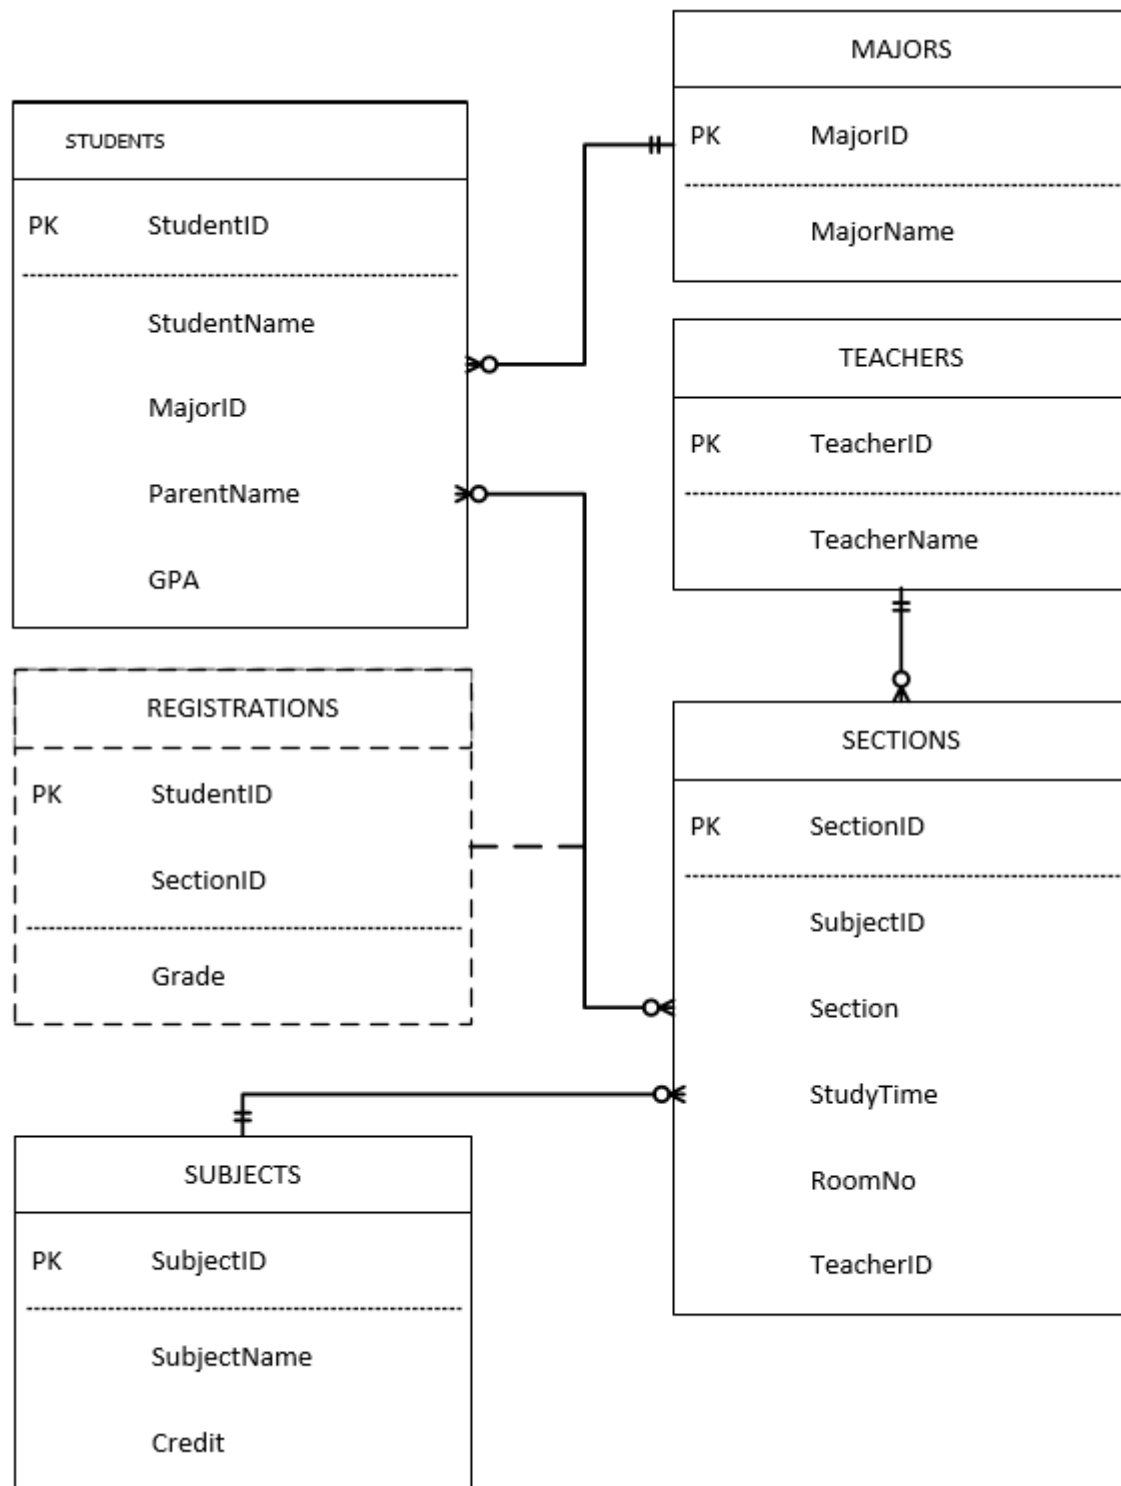 STUDENTS
PK StudentID
StudentName
MajorID
ParentName
GPA
MAJORS
PK MajorID
MajorName
TEACHERS
PK TeacherID
TeacherName
REGISTRATIONS
PK StudentID
SectionID
Grade
SECTIONS
PK SectionID
SubjectID
Section
StudyTime
RoomNo
TeacherID
SUBJECTS
PK SubjectID
SubjectName
Credit